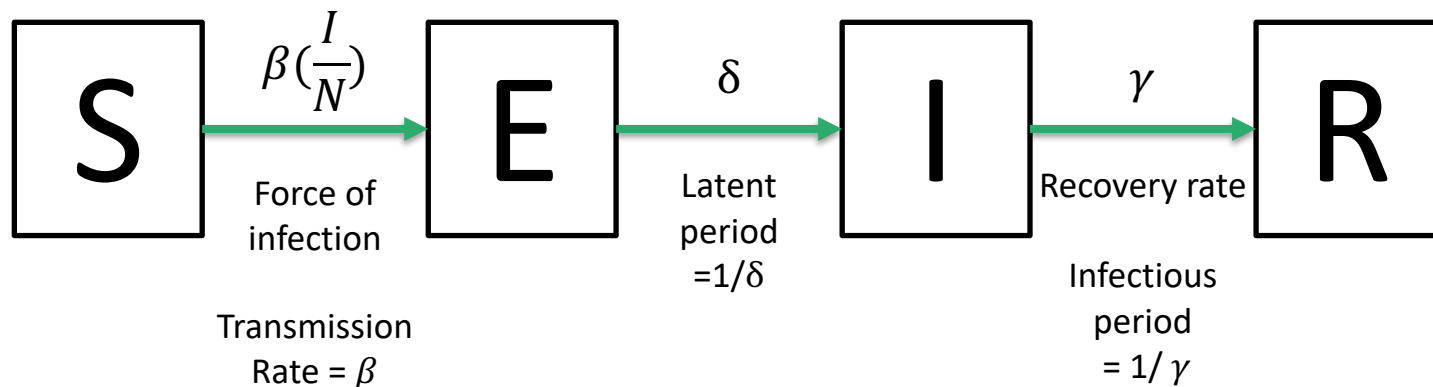 S
β(I/N)
E
δ
I
γ
R
Force of
infection
Transmission
Rate = β
Latent
period
=1/δ
Recovery rate
Infectious
period
= 1/ γ